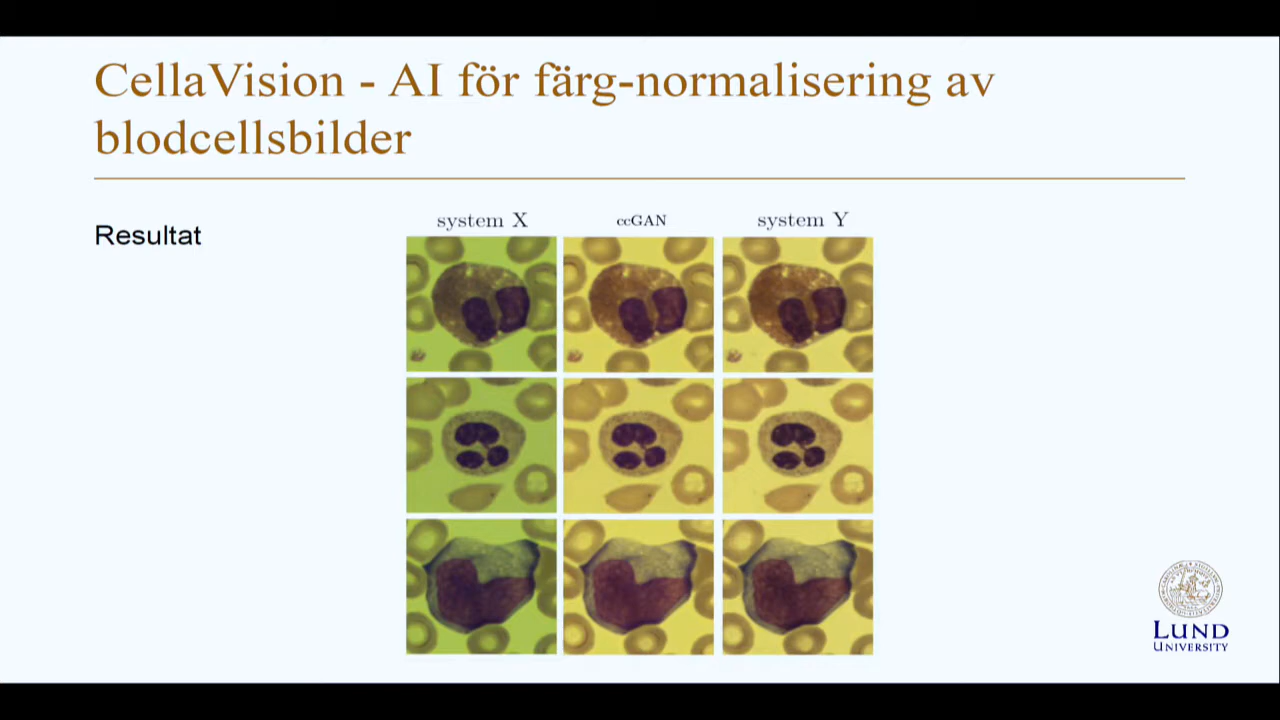 CellaVision - AI för färg-normalisering av
blodcellsbilder
Resultat
system X
ccGAN
system Y
LUND
UNIVERSITY